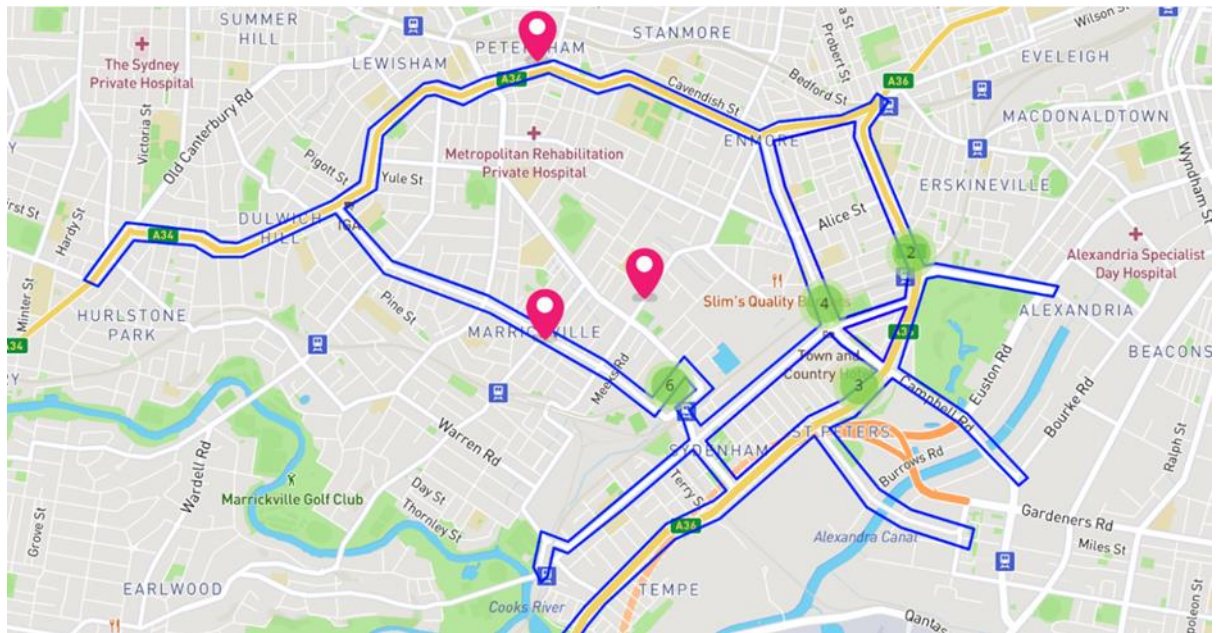 SUMMER
HILL
The Sydney
Private Hospital
LEWISHAM
PETERSHAM
STANMORE
Wilson St
EVELEIGH
MACDONALDTOWN
Probert St
Bedford St
A36
A34
Cavendish St
Victoria St
Old Canterbury Rd
ENMORE
Metropolitan Rehabilitation
Private Hospital
Pigott St
Yule St
ERSKINEVILLE
Wyndham St
Hardy St
DULWICH
HILL
IGA
A34
Alice St
2
Alexandria Specialist
Day Hospital
Minter St
HURLSTONE
PARK
Pine St
MARRICKVILLE
Slim's Quality
4
ALEXANDRIA
A34
A36
Town and
Country
BEACONS
Meeks Rd
6
3
Campbell Rd
Euston Rd
Bourke Rd
Ralph St
Warren Rd
ST PETERS
SYDENHAM
Burrows Rd
Wardell Rd
Marrickville Golf Club
Day St
Thornley St
Terry S
A36
Grove St
Gardeners Rd
Alexandra Canal
Miles St
EARLWOOD
Cooks River
TEMPE
Qantas